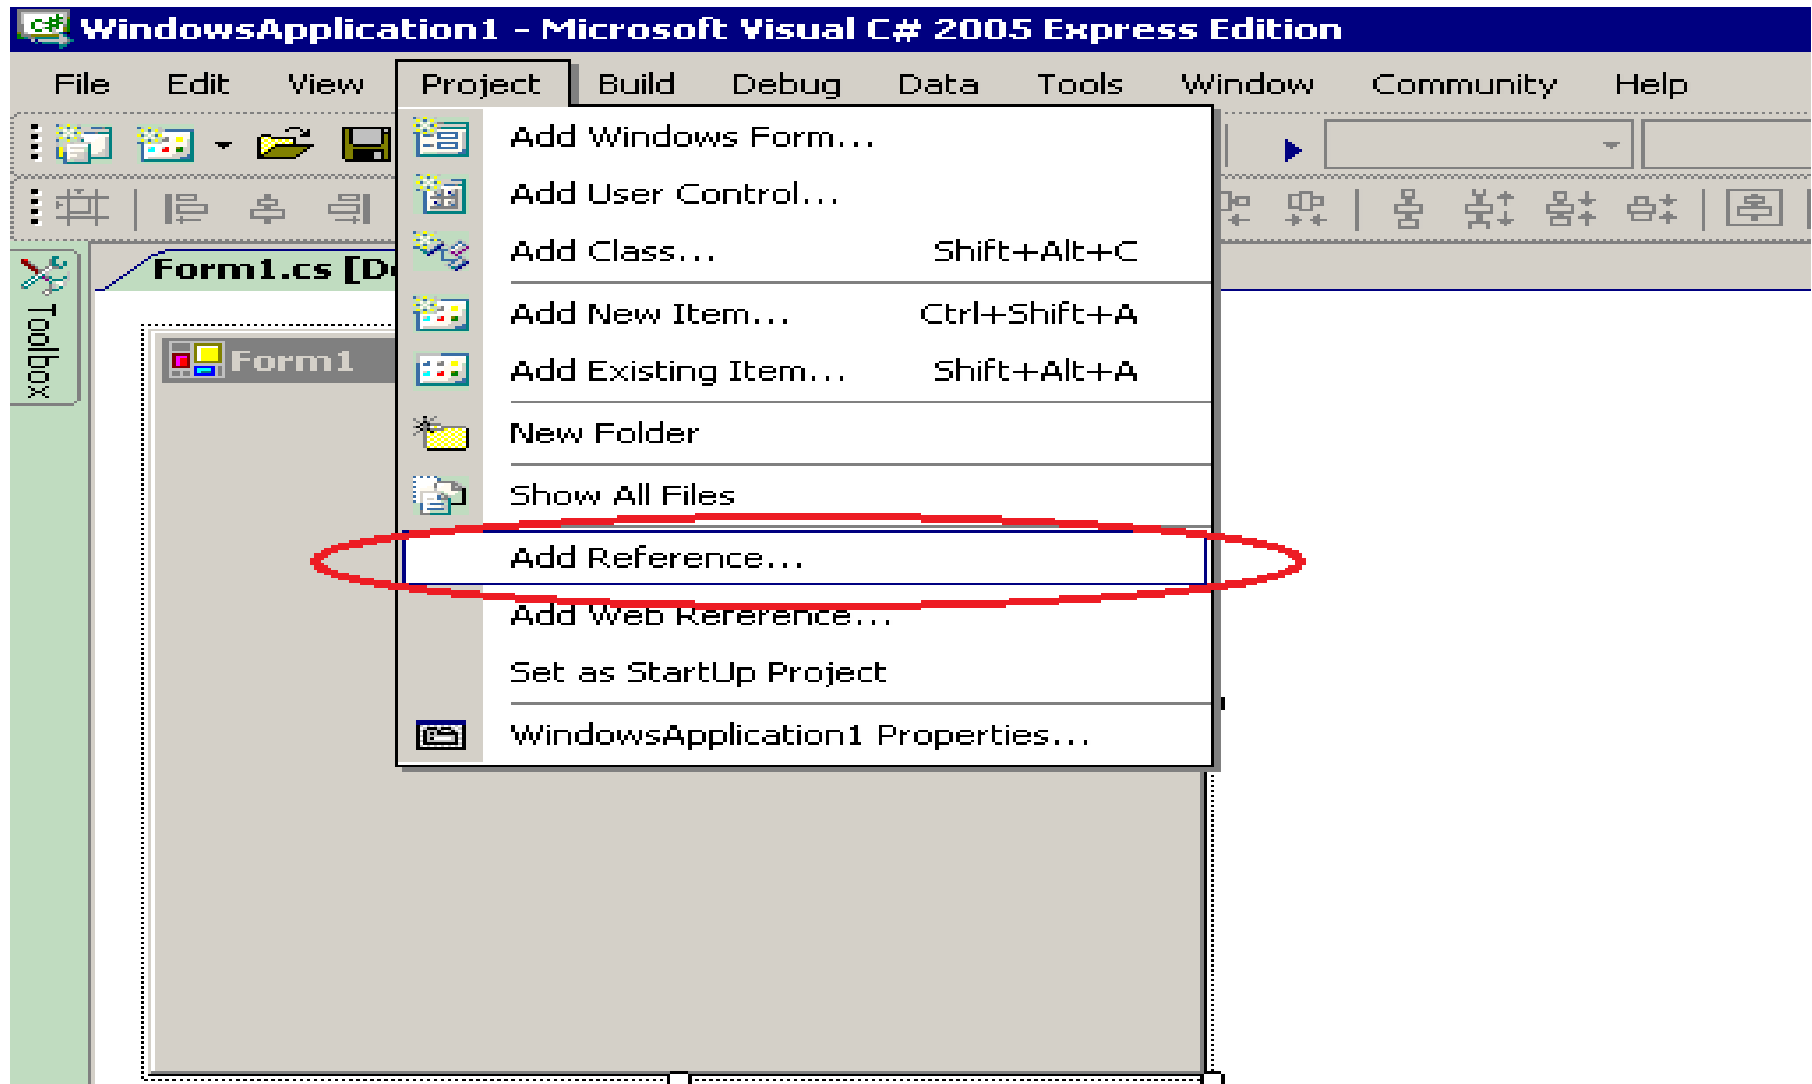 WindowsApplication1 - Microsoft Visual C# 2005 Express Edition
File Edit View Project Build Debug Data Tools Window Community Help
Add Windows Form...
Add User Control...
Add Class... Shift+Alt+C
Form1.cs [D
Toolbox
Add New Item... Ctrl+Shift+A
Form1
Add Existing Item... Shift+Alt+A
New Folder
Show All Files
Add Reference...
Add Web Reference...
Set as StartUp Project
WindowsApplication1 Properties...